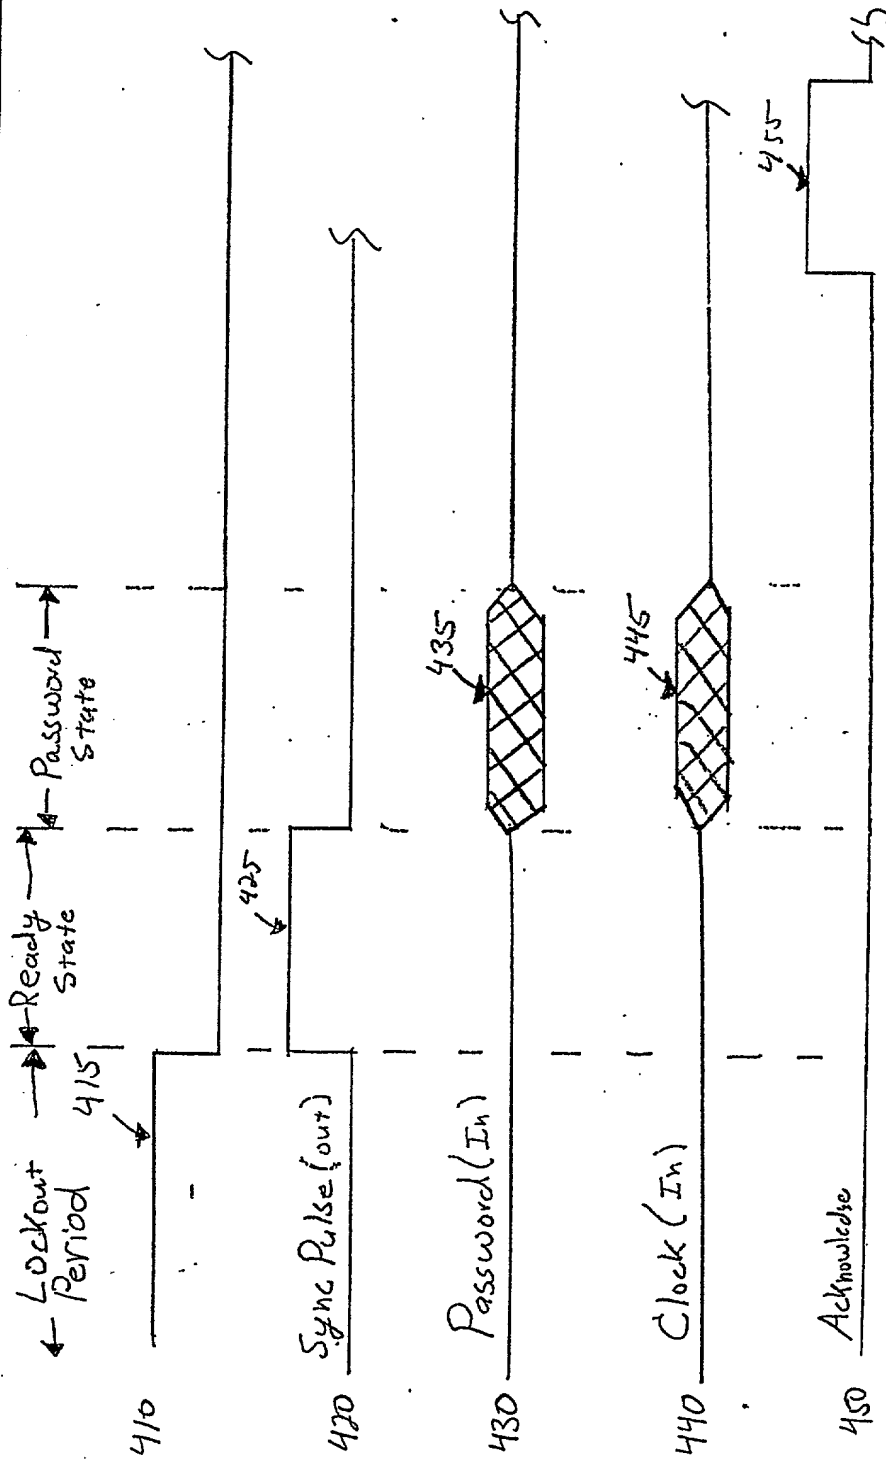 ← Lockout → ← Ready → ← Password →
Period State State
415
410
425
Sync Pulse (out)
420
435
Password (In)
430
445
Clock (In)
440
455
Acknowledge
450